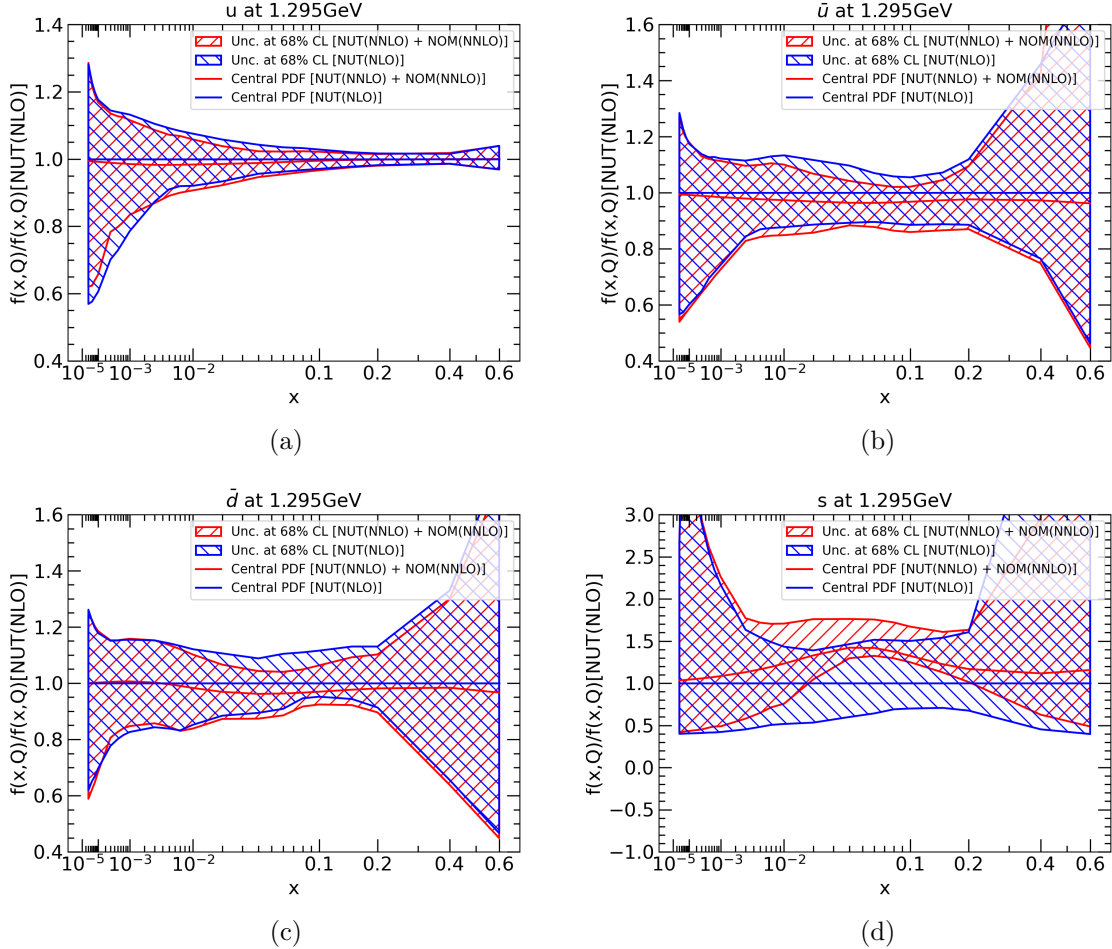 u at 1.295GeV
Unc. at 68% CL [NUT(NNLO) + NOM(NNLO)]
Unc. at 68% CL [NUT(NLO)]
Central PDF [NUT(NNLO) + NOM(NNLO)]
Central PDF [NUT(NLO)]
f(x,Q)/f(x,Q)[NUT(NLO)]
1.4
1.2
1.0
0.8
0.6
0.4
10⁻⁵ 10⁻³ 10⁻² 0.1 0.2 0.4 0.6
x
(a)
ū at 1.295GeV
Unc. at 68% CL [NUT(NNLO) + NOM(NNLO)]
Unc. at 68% CL [NUT(NLO)]
Central PDF [NUT(NNLO) + NOM(NNLO)]
Central PDF [NUT(NLO)]
f(x,Q)/f(x,Q)[NUT(NLO)]
1.6
1.4
1.2
1.0
0.8
0.6
0.4
10⁻⁵ 10⁻³ 10⁻² 0.1 0.2 0.4 0.6
x
(b)
d̄ at 1.295GeV
Unc. at 68% CL [NUT(NNLO) + NOM(NNLO)]
Unc. at 68% CL [NUT(NLO)]
Central PDF [NUT(NNLO) + NOM(NNLO)]
Central PDF [NUT(NLO)]
f(x,Q)/f(x,Q)[NUT(NLO)]
1.6
1.4
1.2
1.0
0.8
0.6
0.4
10⁻⁵ 10⁻³ 10⁻² 0.1 0.2 0.4 0.6
x
(c)
s at 1.295GeV
Unc. at 68% CL [NUT(NNLO) + NOM(NNLO)]
Unc. at 68% CL [NUT(NLO)]
Central PDF [NUT(NNLO) + NOM(NNLO)]
Central PDF [NUT(NLO)]
f(x,Q)/f(x,Q)[NUT(NLO)]
3.0
2.5
2.0
1.5
1.0
0.5
0.0
−0.5
−1.0
10⁻⁵ 10⁻³ 10⁻² 0.1 0.2 0.4 0.6
x
(d)